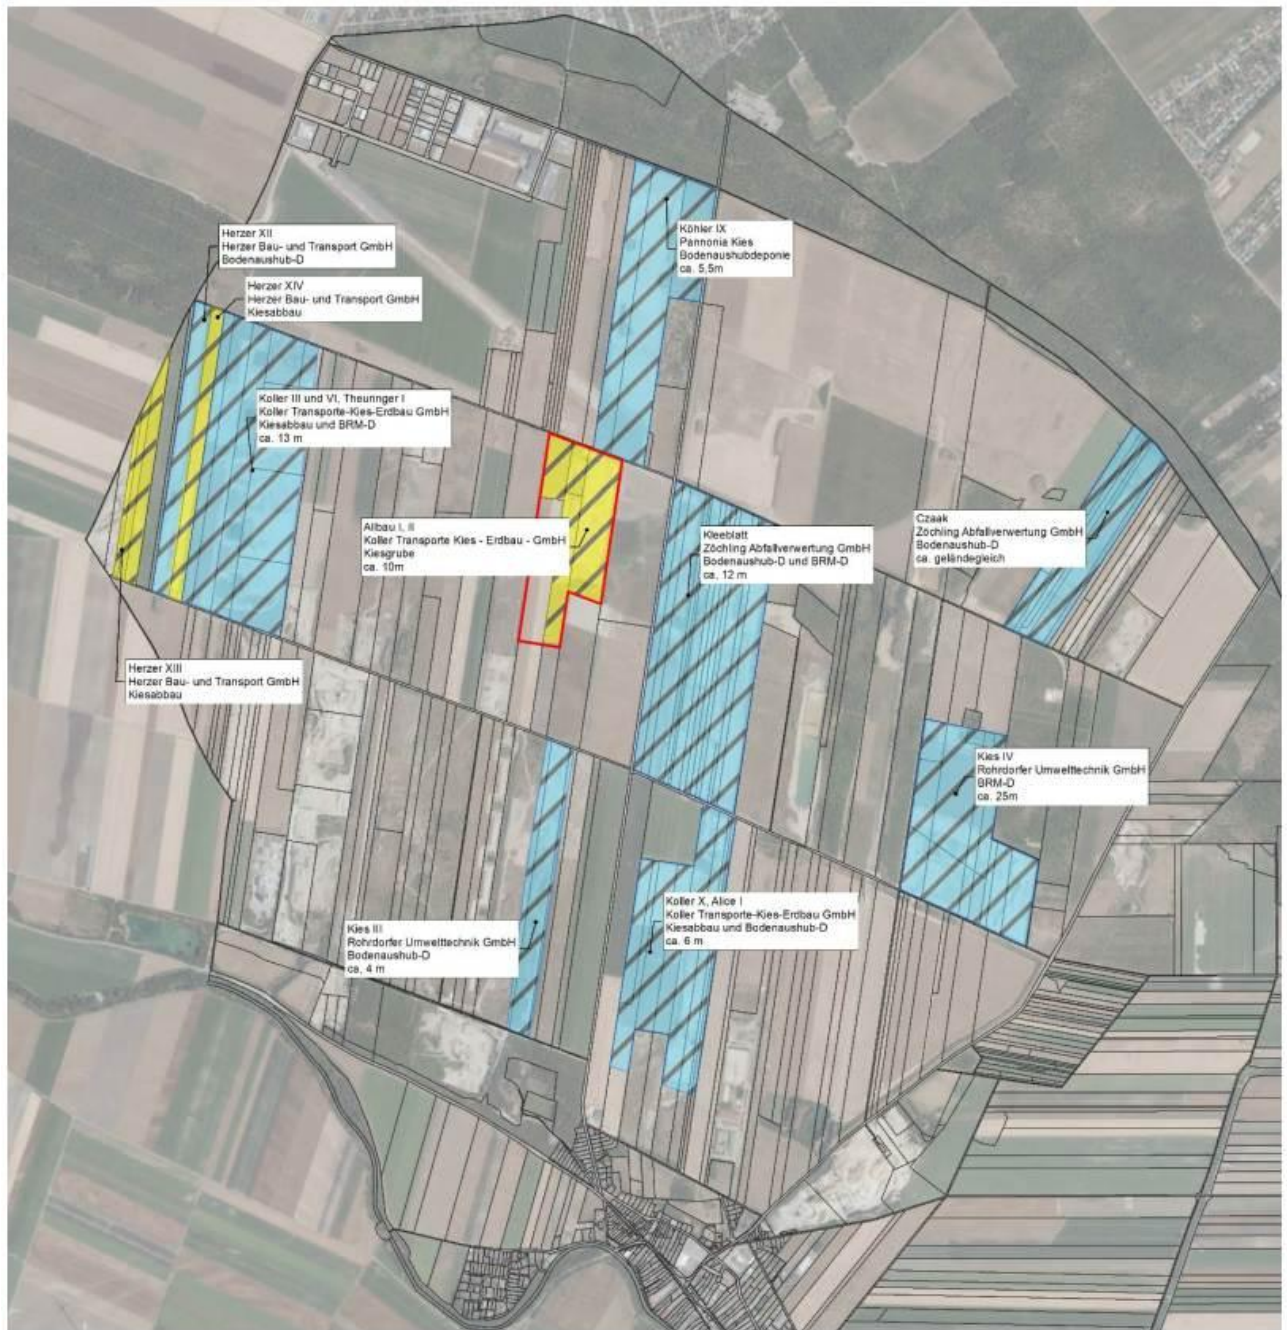 Köhler IX
Pannonia Kies
Bodenaushubdeponie
ca. 5,5m
Herzer XII
Herzer Bau- und Transport GmbH
Bodenaushub-D
Herzer XIV
Herzer Bau- und Transport GmbH
Kiesabbau
Koller III und VI, Theuringer I
Koller Transporte-Kies-Erdbau GmbH
Kiesabbau und BRM-D
ca. 13 m
Allbau I, II
Koller Transporte Kies - Erdbau - GmbH
Kiesgrube
ca. 10m
Kleeblatt
Zöchling Abfallverwertung GmbH
Bodenaushub-D und BRM-D
ca. 12 m
Czaak
Zöchling Abfallverwertung GmbH
Bodenaushub-D
ca. geländegleich
Herzer XIII
Herzer Bau- und Transport GmbH
Kiesabbau
Kies IV
Rohrdorfer Umwelttechnik GmbH
BRM-D
ca. 25m
Koller X, Alice I
Koller Transporte-Kies-Erdbau GmbH
Kiesabbau und Bodenaushub-D
ca. 6 m
Kies III
Rohrdorfer Umwelttechnik GmbH
Bodenaushub-D
ca. 4 m